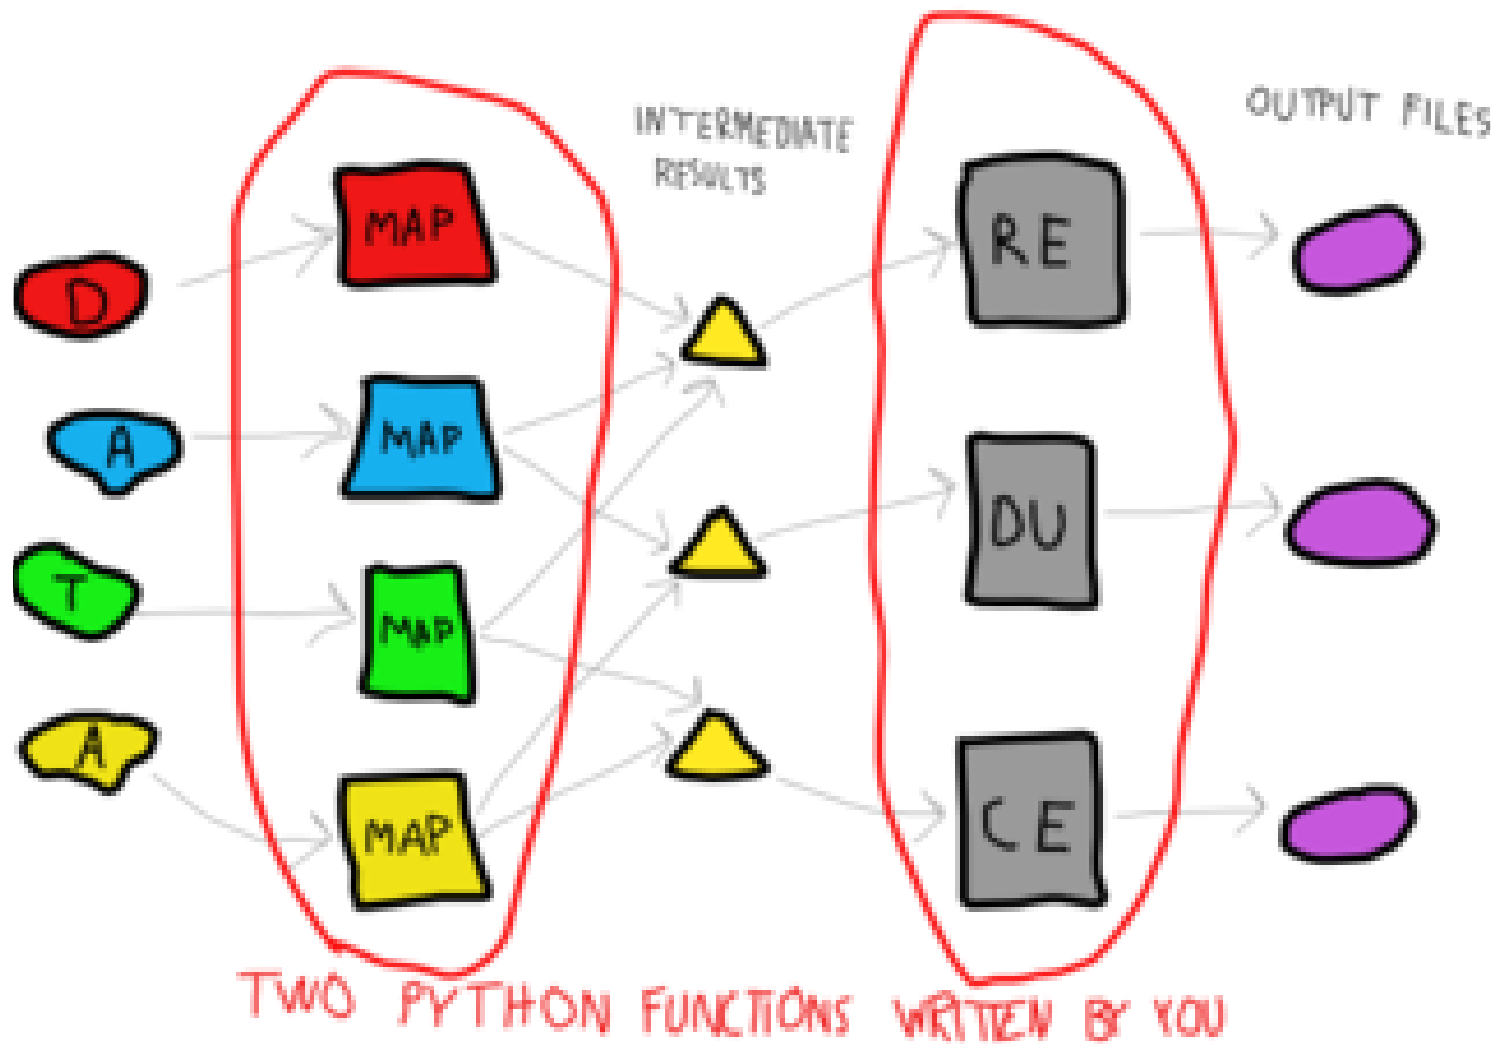 INTERMEDIATE
RESULTS
OUTPUT FILES
D
MAP
RE
A
MAP
DU
T
MAP
A
MAP
CE
TWO PYTHON FUNCTIONS WRITTEN BY YOU